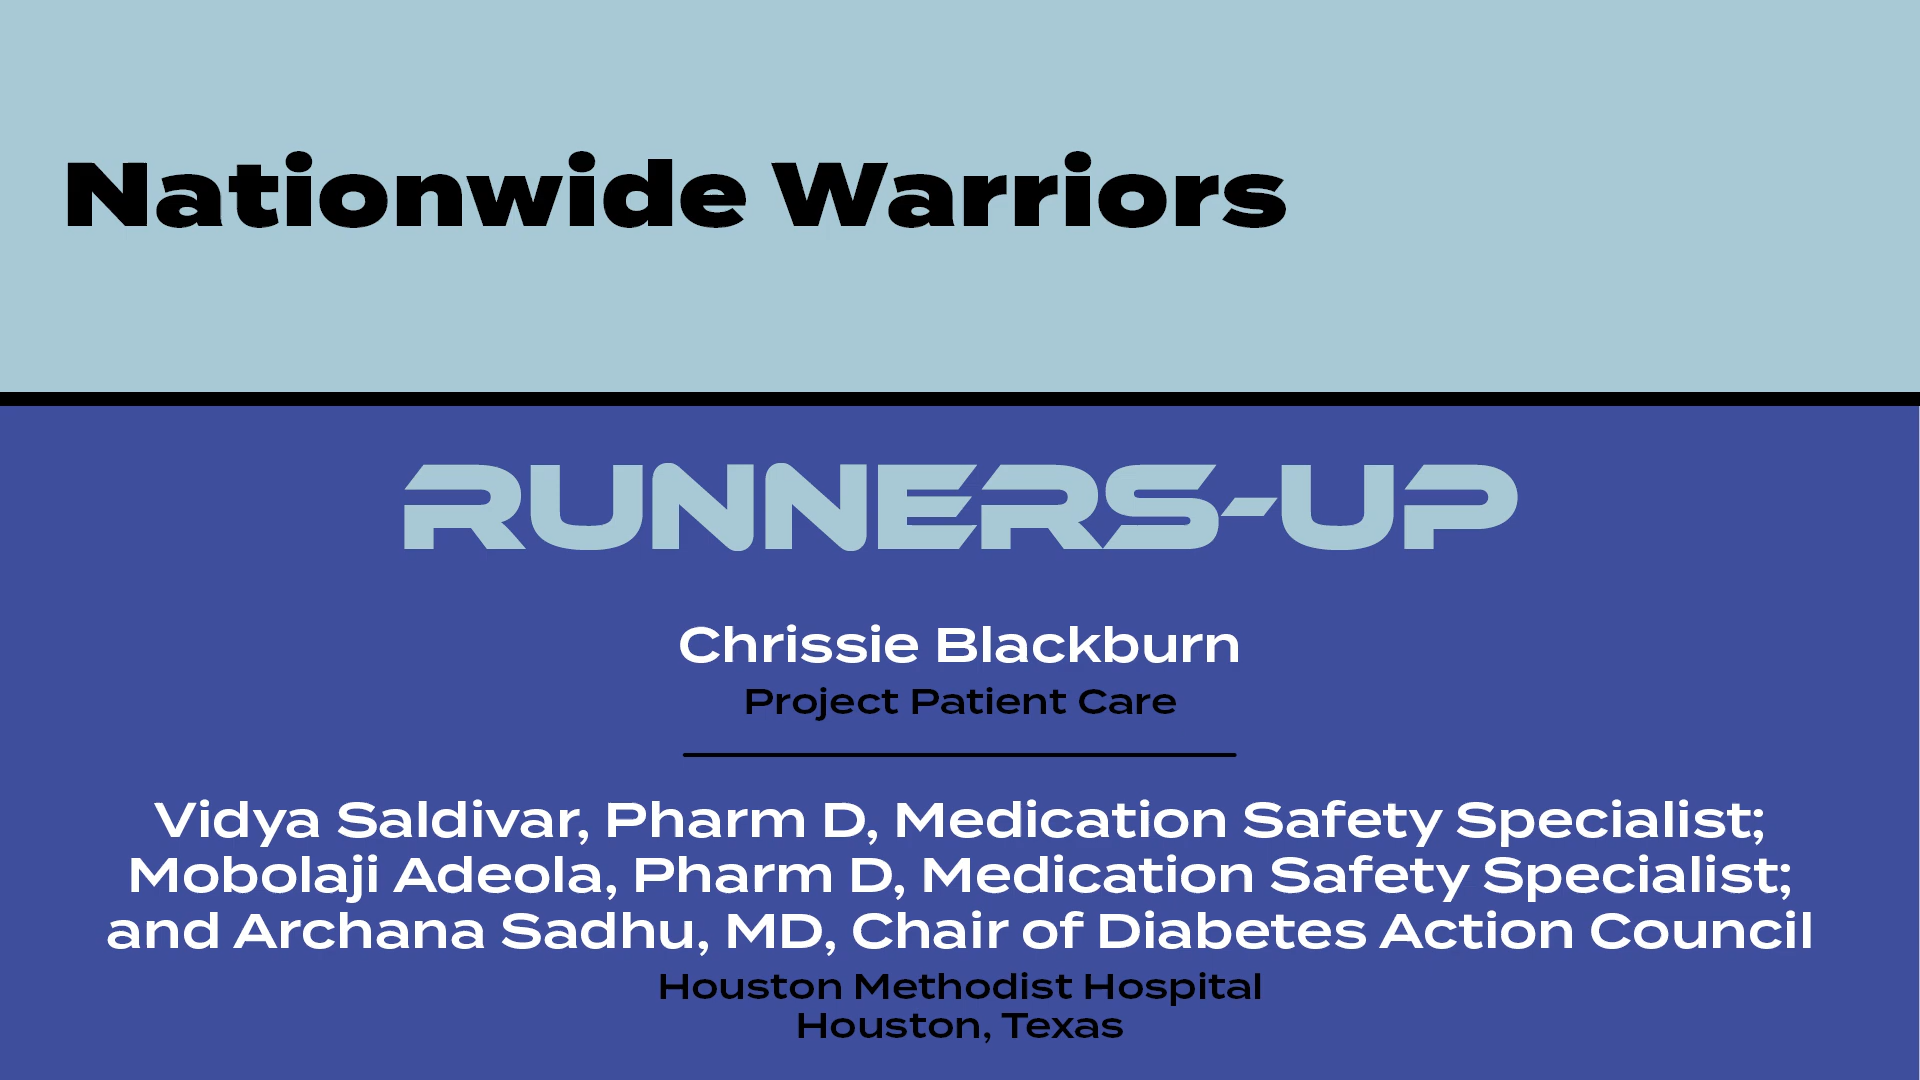 Nationwide Warriors
RUNNERS-UP
Chrissie Blackburn
Project Patient Care
Vidya Saldivar, Pharm D, Medication Safety Specialist;
Mobolaji Adeola, Pharm D, Medication Safety Specialist;
and Archana Sadhu, MD, Chair of Diabetes Action Council
Houston Methodist Hospital
Houston, Texas